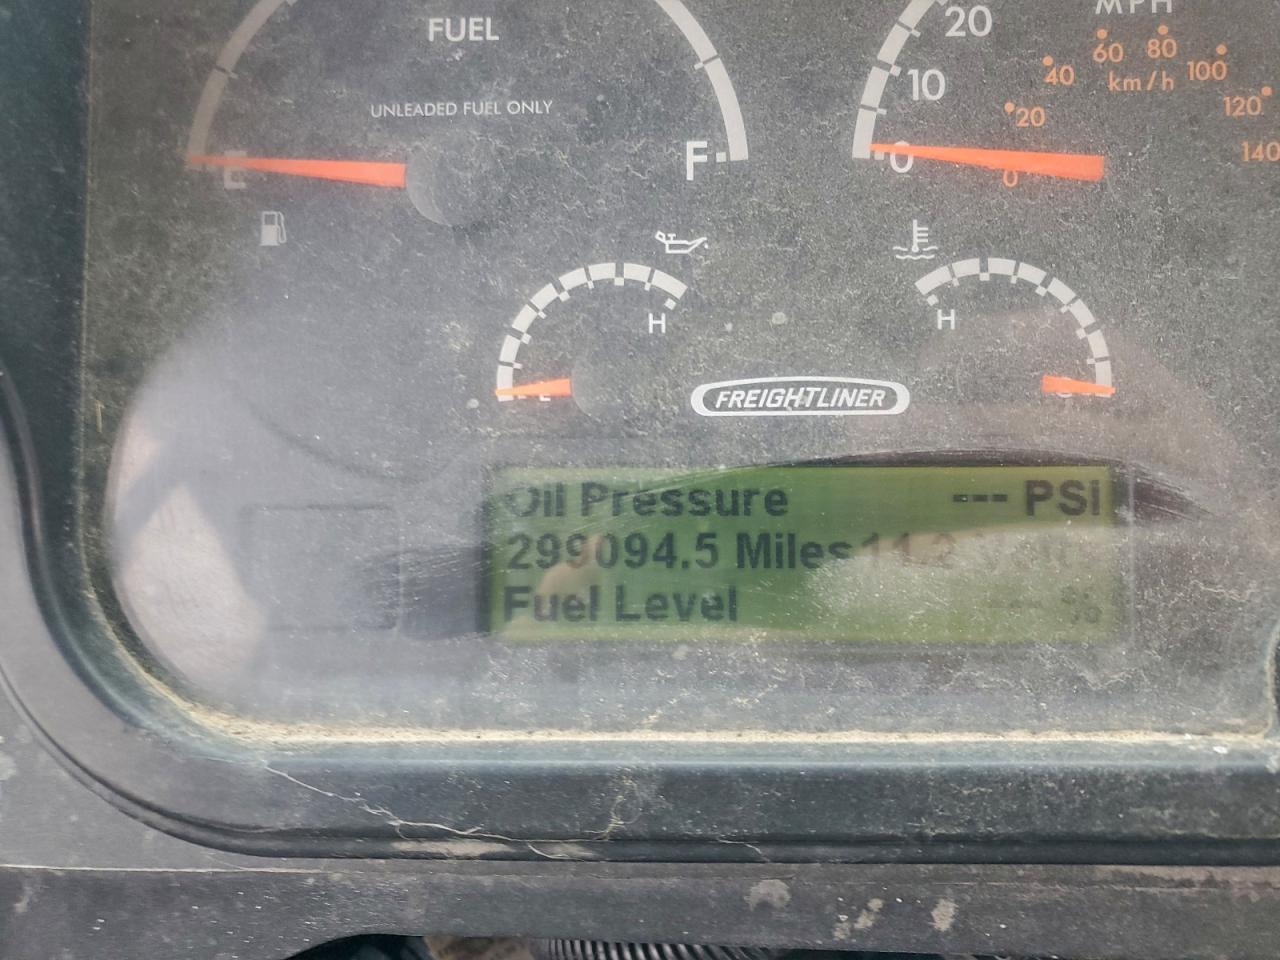 FUEL
UNLEADED FUEL ONLY
E
F
MPH
20
10
0
60
80
40
100
km/h
20
120
140
0
H
H
FREIGHTLINER
Oil Pressure --- PSi
299094.5 Miles
Fuel Level --- %